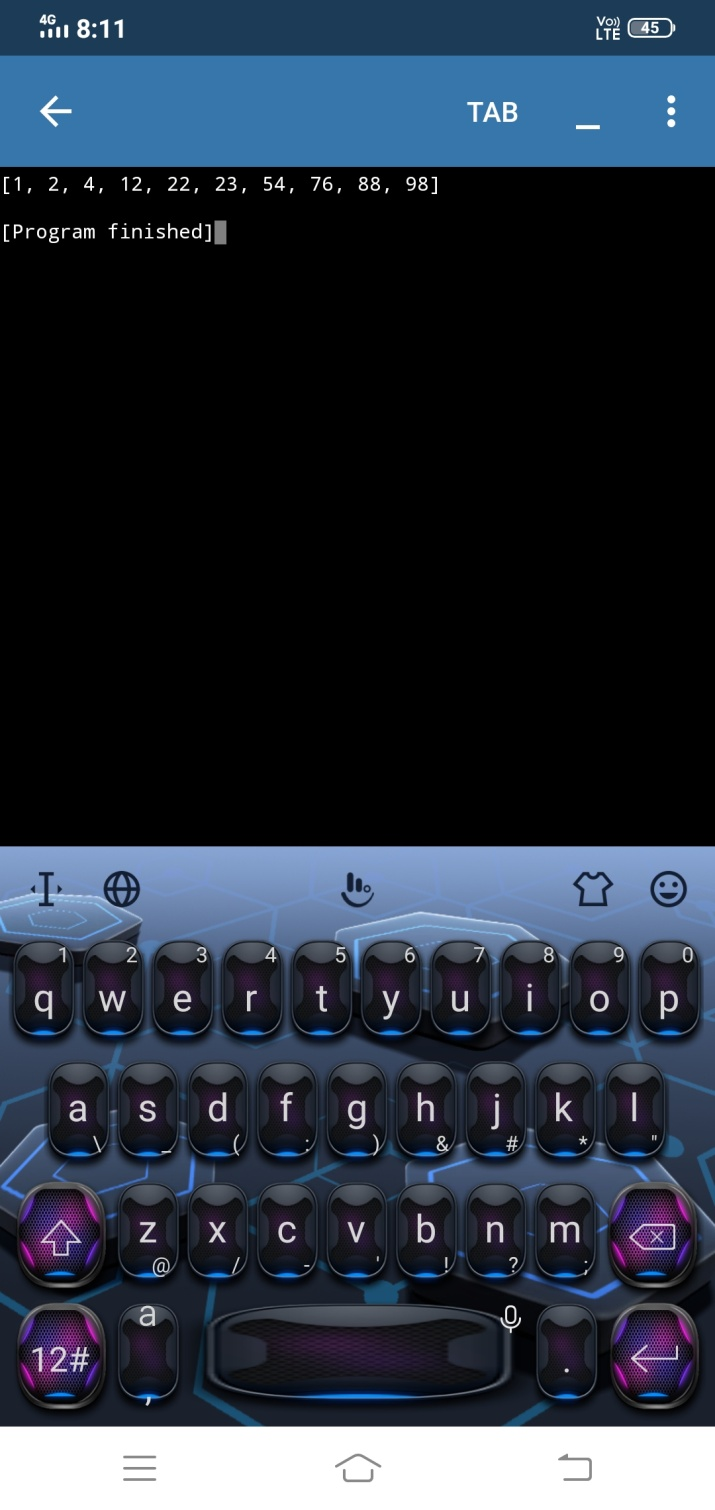 4G 8:11 Vo)) LTE 45
TAB _
[1, 2, 4, 12, 22, 23, 54, 76, 88, 98]
[Program finished]
1 2 3 4 5 6 7 8 9 0
q w e r t y u i o p
a s d f g h j k l
\ _ ( : ) & # * "
z x c v b n m
@ / - ' ! ? ;
12# a , .